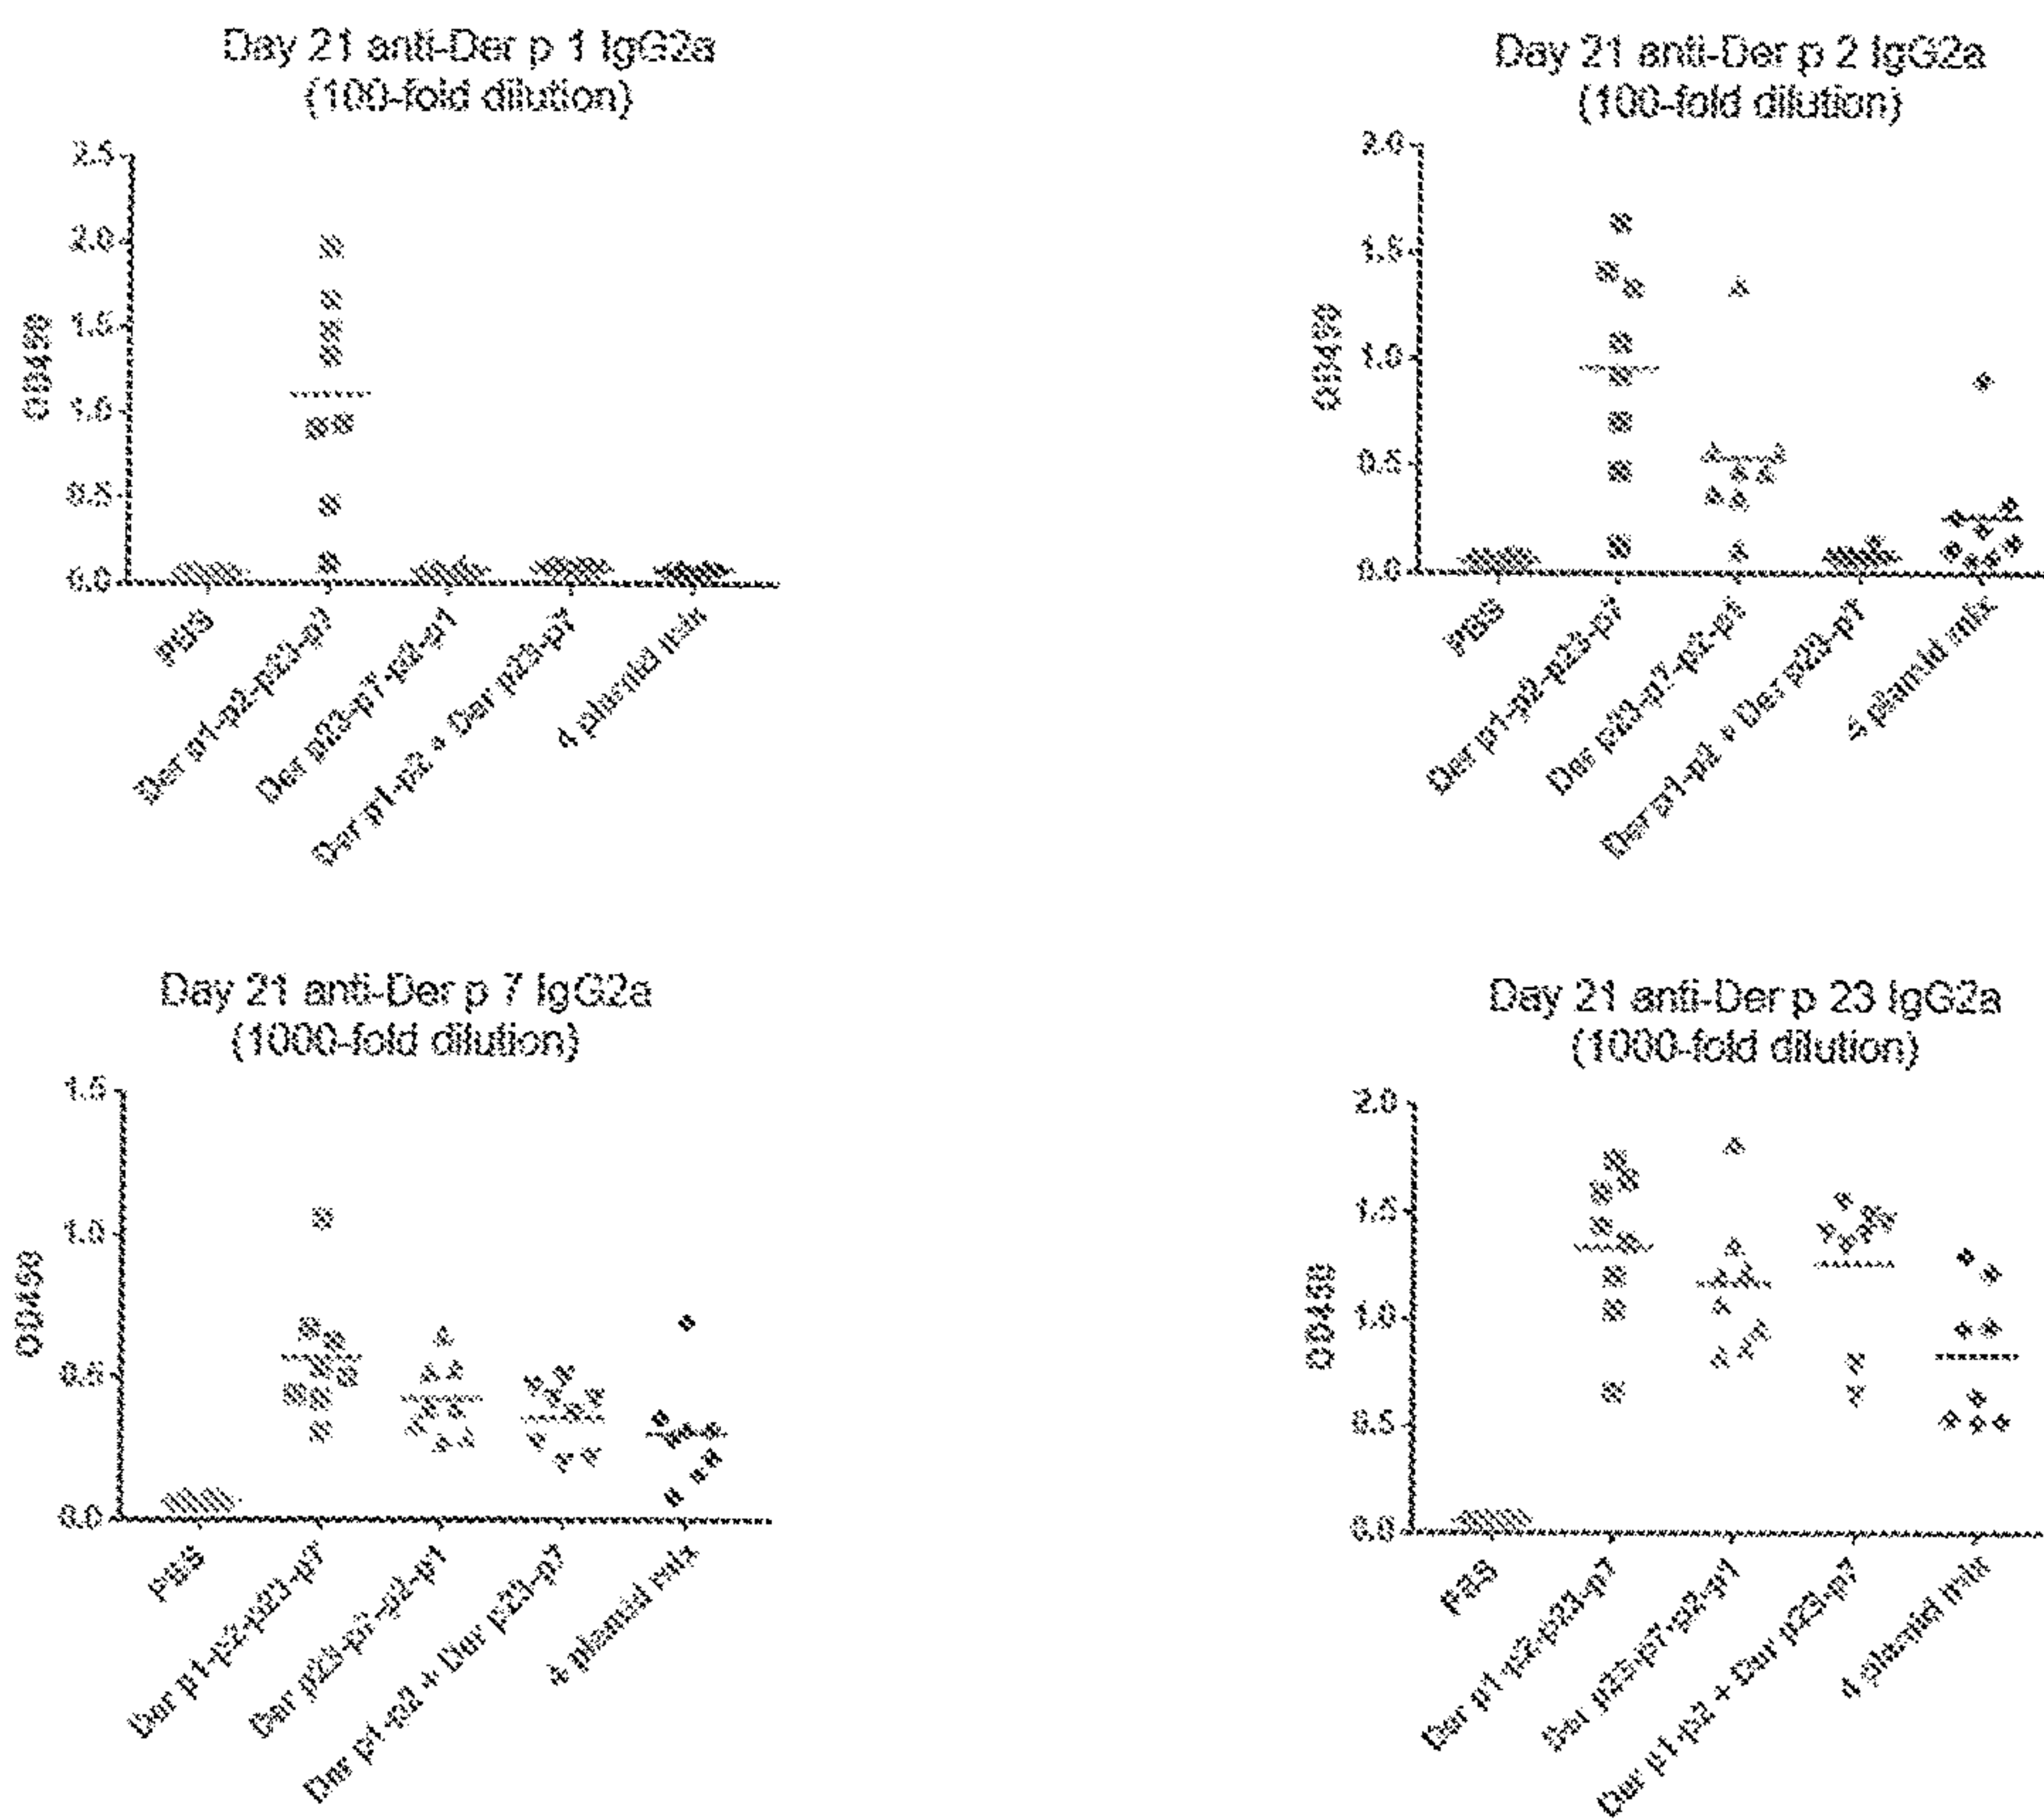 Day 21 anti-Der p 1 IgG2a
(100-fold dilution)
2.5
2.0
1.5
1.0
0.5
0.0
OD450
PBS
Der p1-p2-p23-p7
Der p23-p7-p2-p1
Der p1-p2 + Der p23-p7
4 plasmid mix
Day 21 anti-Der p 2 IgG2a
(100-fold dilution)
2.0
1.5
1.0
0.5
0.0
OD450
PBS
Der p1-p2-p23-p7
Der p23-p7-p2-p1
Der p1-p2 + Der p23-p7
plamid mix
Day 21 anti-Der p 7 IgG2a
(1000-fold dilution)
1.5
1.0
0.5
0.0
OD450
PBS
Der p1-p2-p23-p7
Der p23-p7-p2-p1
Der p1-p2 + Der p23-p7
4 plamid mix
Day 21 anti-Der p 23 IgG2a
(1000-fold dilution)
2.0
1.5
1.0
0.5
0.0
OD450
PBS
Der p1-p2-p23-p7
Der p23-p7-p2-p1
Der p1-p2 + Der p23-p7
4 plasmid mix